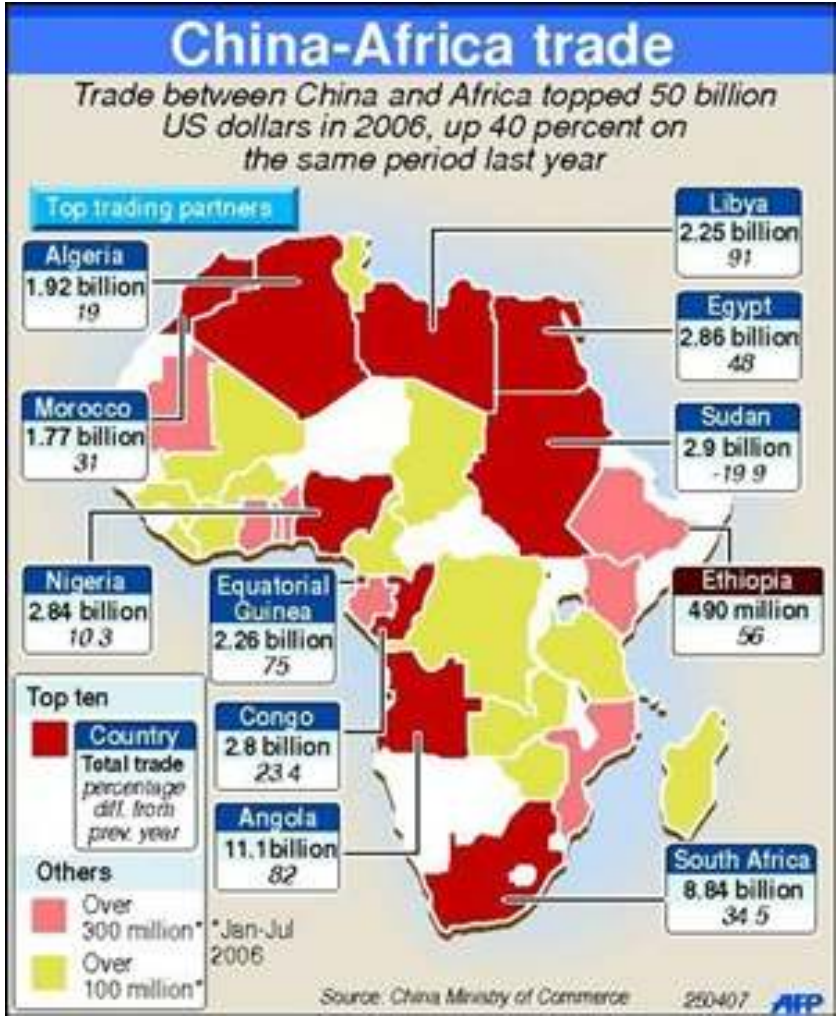 China-Africa trade
Trade between China and Africa topped 50 billion
US dollars in 2006, up 40 percent on
the same period last year
Top trading partners
Algeria
1.92 billion
19
Libya
2.25 billion
91
Egypt
2.86 billion
48
Morocco
1.77 billion
31
Sudan
2.9 billion
-19 9
Nigeria
2.84 billion
10 3
Equatorial
Guinea
2.26 billion
75
Ethiopia
490 million
56
Congo
2.8 billion
23 4
Angola
11.1billion
82
South Africa
8.84 billion
34 5
Top ten
Country
Total trade
percentage
diff. from
prev. year
Others
Over
300 million*
Over
100 million*
*Jan-Jul
2006
Source: China Ministry of Commerce
250407
AFP